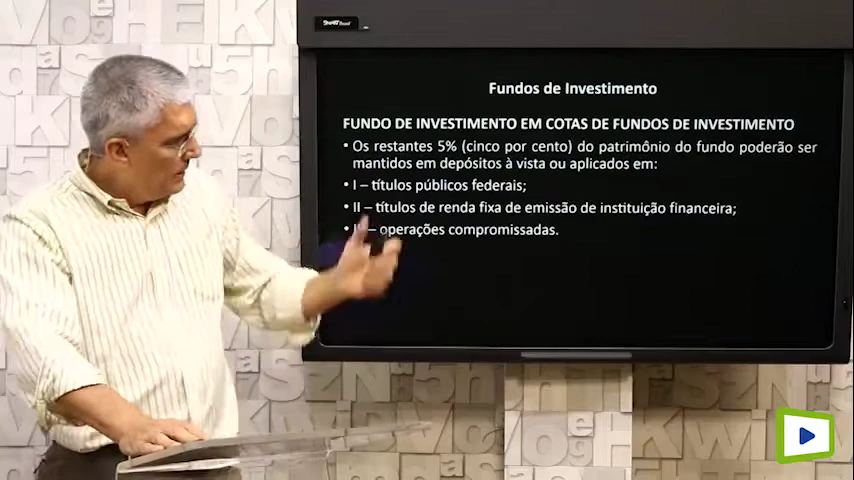 SMART Board
Fundos de Investimento
FUNDO DE INVESTIMENTO EM COTAS DE FUNDOS DE INVESTIMENTO
• Os restantes 5% (cinco por cento) do patrimônio do fundo poderão ser
mantidos em depósitos à vista ou aplicados em:
• I – títulos públicos federais;
• II – títulos de renda fixa de emissão de instituição financeira;
• – operações compromissadas.